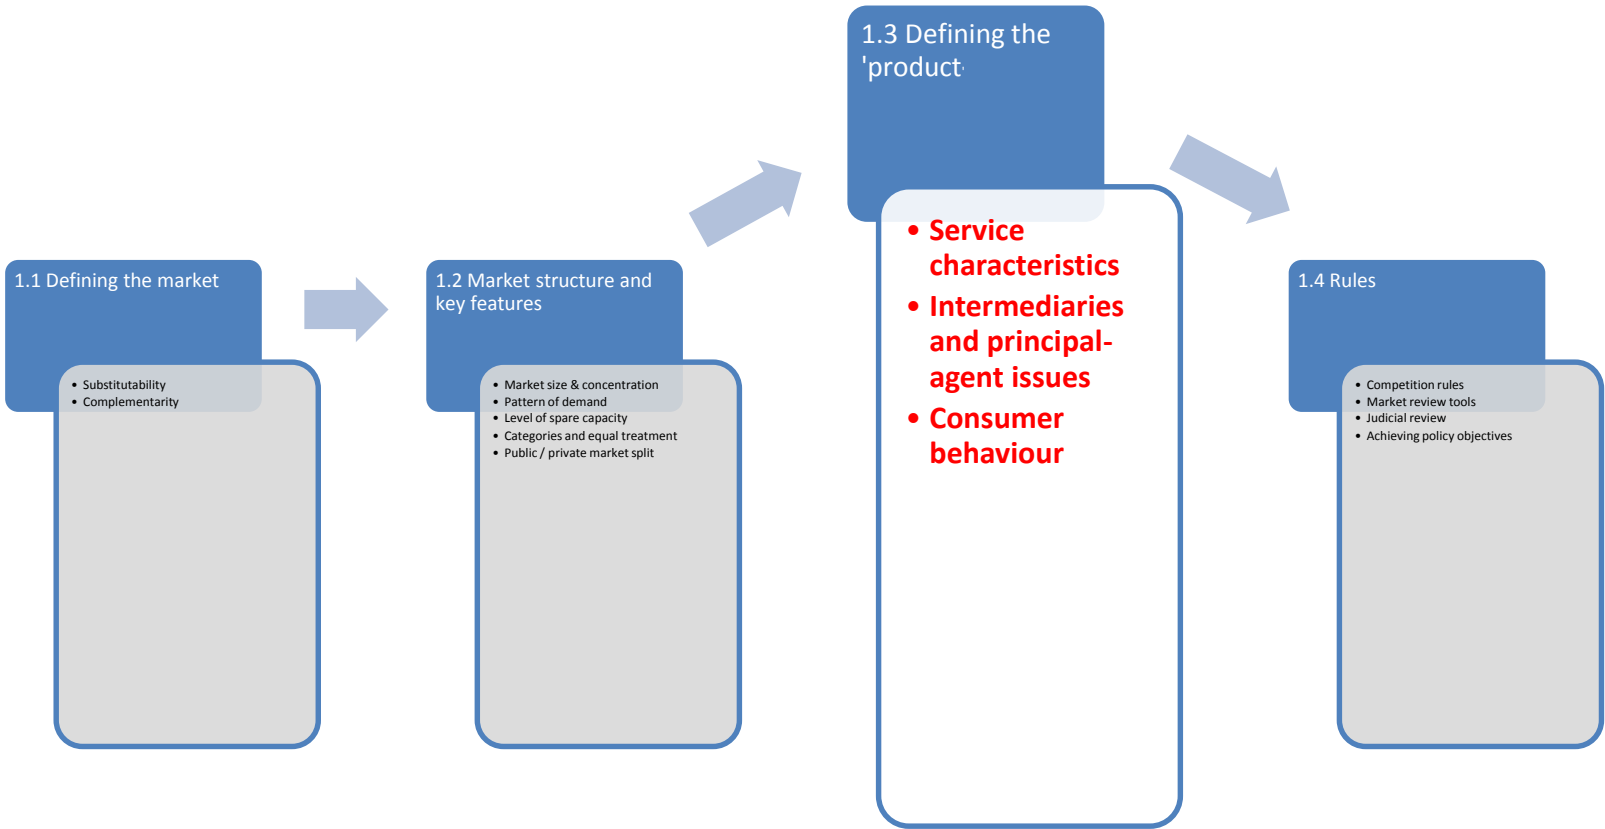 1.1 Defining the market
• Substitutability
• Complementarity
1.2 Market structure and
key features
• Market size & concentration
• Pattern of demand
• Level of spare capacity
• Categories and equal treatment
• Public / private market split
1.3 Defining the
'product'
• Service
characteristics
• Intermediaries
and principal-
agent issues
• Consumer
behaviour
1.4 Rules
• Competition rules
• Market review tools
• Judicial review
• Achieving policy objectives